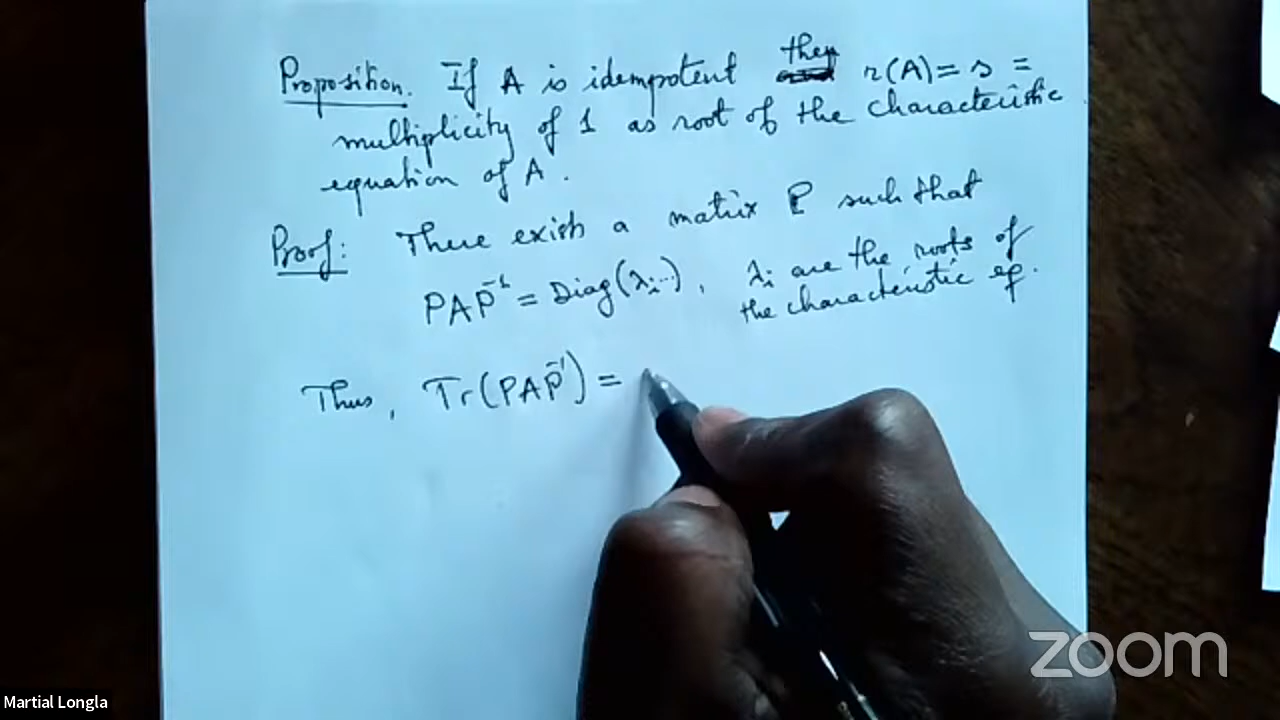 Proposition. If A is idempotent then r(A) = s =
multiplicity of 1 as root of the characteristic
equation of A.
Proof: There exists a matrix P such that
PAP⁻¹ = Diag(λᵢ..), λᵢ are the roots of
the characteristic eq.
Thus, Tr(PAP⁻¹) =
zoom
Martial Longla